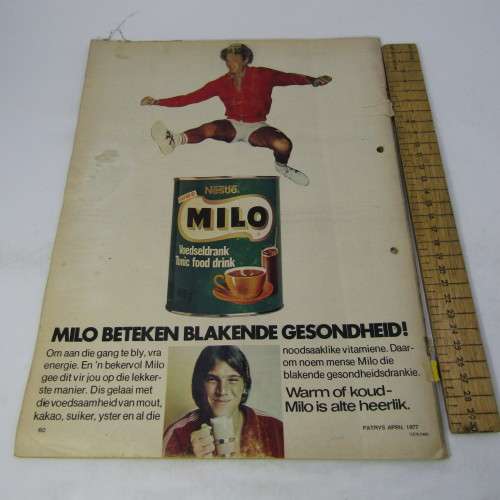 Nestlé
MILO
Voedseldrank
Tonic food drink
MILO BETEKEN BLAKENDE GESONDHEID!
Om aan die gang te bly, vra
energie. En 'n bekervol Milo
gee dit vir jou op die lekker-
ste manier. Dis gelaai met
die voedsaamheid van mout,
kakao, suiker, yster en al die
noodsaaklike vitamiene. Daar-
om noem mense Milo die
blakende gesondheidsdrankie.
Warm of koud-
Milo is alte heerlik.
60
PATRYS APRIL 1977